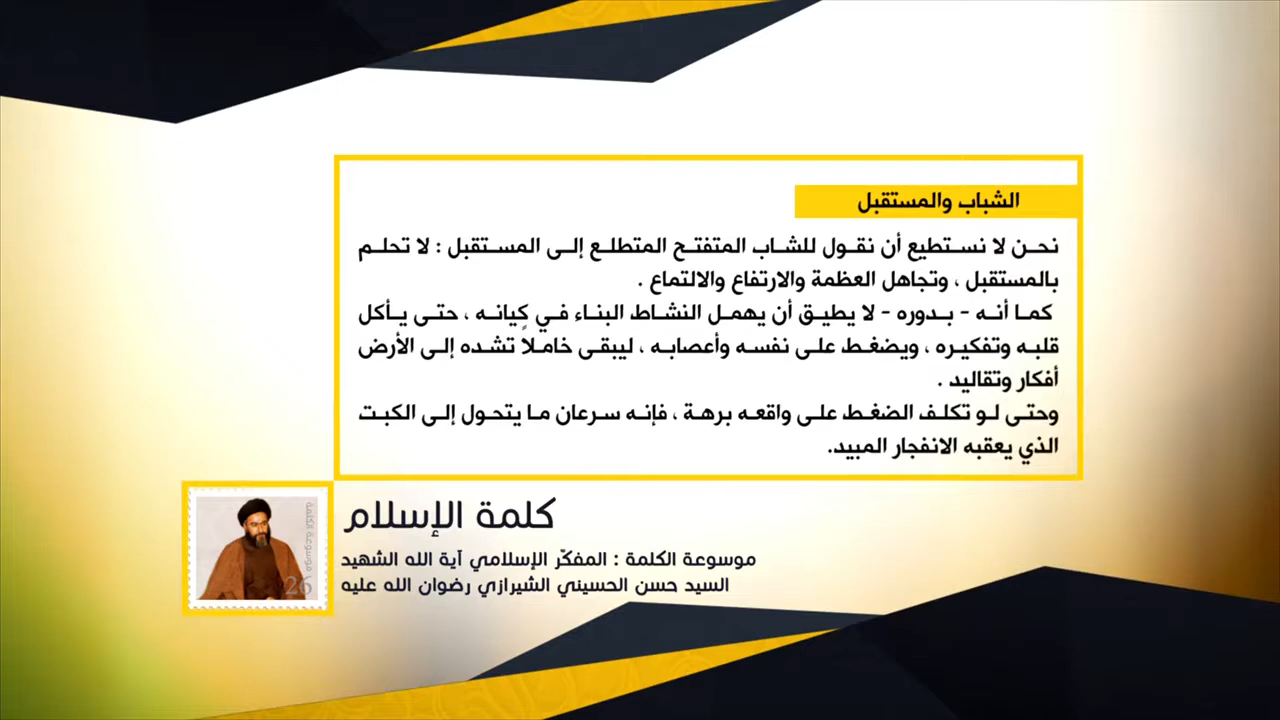 الشباب والمستقبل
نحن لا نستطيع أن نقول للشاب المتفتح المتطلع إلى المستقبل : لا تحلم
بالمستقبل ، وتجاهل العظمة والارتفاع والالتماع .
كما أنه - بدوره - لا يطيق أن يهمل النشاط البناء في كيانه ، حتى يأكل
قلبه وتفكيره ، ويضغط على نفسه وأعصابه ، ليبقى خاملاً تشده إلى الأرض
أفكار وتقاليد .
وحتى لو تكلف الضغط على واقعه برهة ، فإنه سرعان ما يتحول إلى الكبت
الذي يعقبه الانفجار المبيد.
كلمة الإسلام
موسوعة الكلمة : المفكّر الإسلامي آية الله الشهيد
السيد حسن الحسيني الشيرازي رضوان الله عليه
موسوعة الكلمة
26